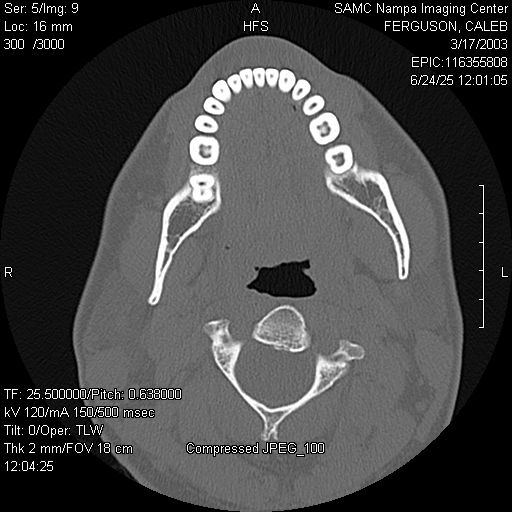 Ser: 5/Img: 9
Loc: 16 mm
300 /3000
A
HFS
SAMC Nampa Imaging Center
FERGUSON, CALEB
3/17/2003
EPIC:116355808
6/24/25 12:01:05
R
L
TF: 25.500000/Pitch: 0.638000
kV 120/mA 150/500 msec
Tilt: 0/Oper: TLW
Thk 2 mm/FOV 18 cm
12:04:25
Compressed JPEG_100